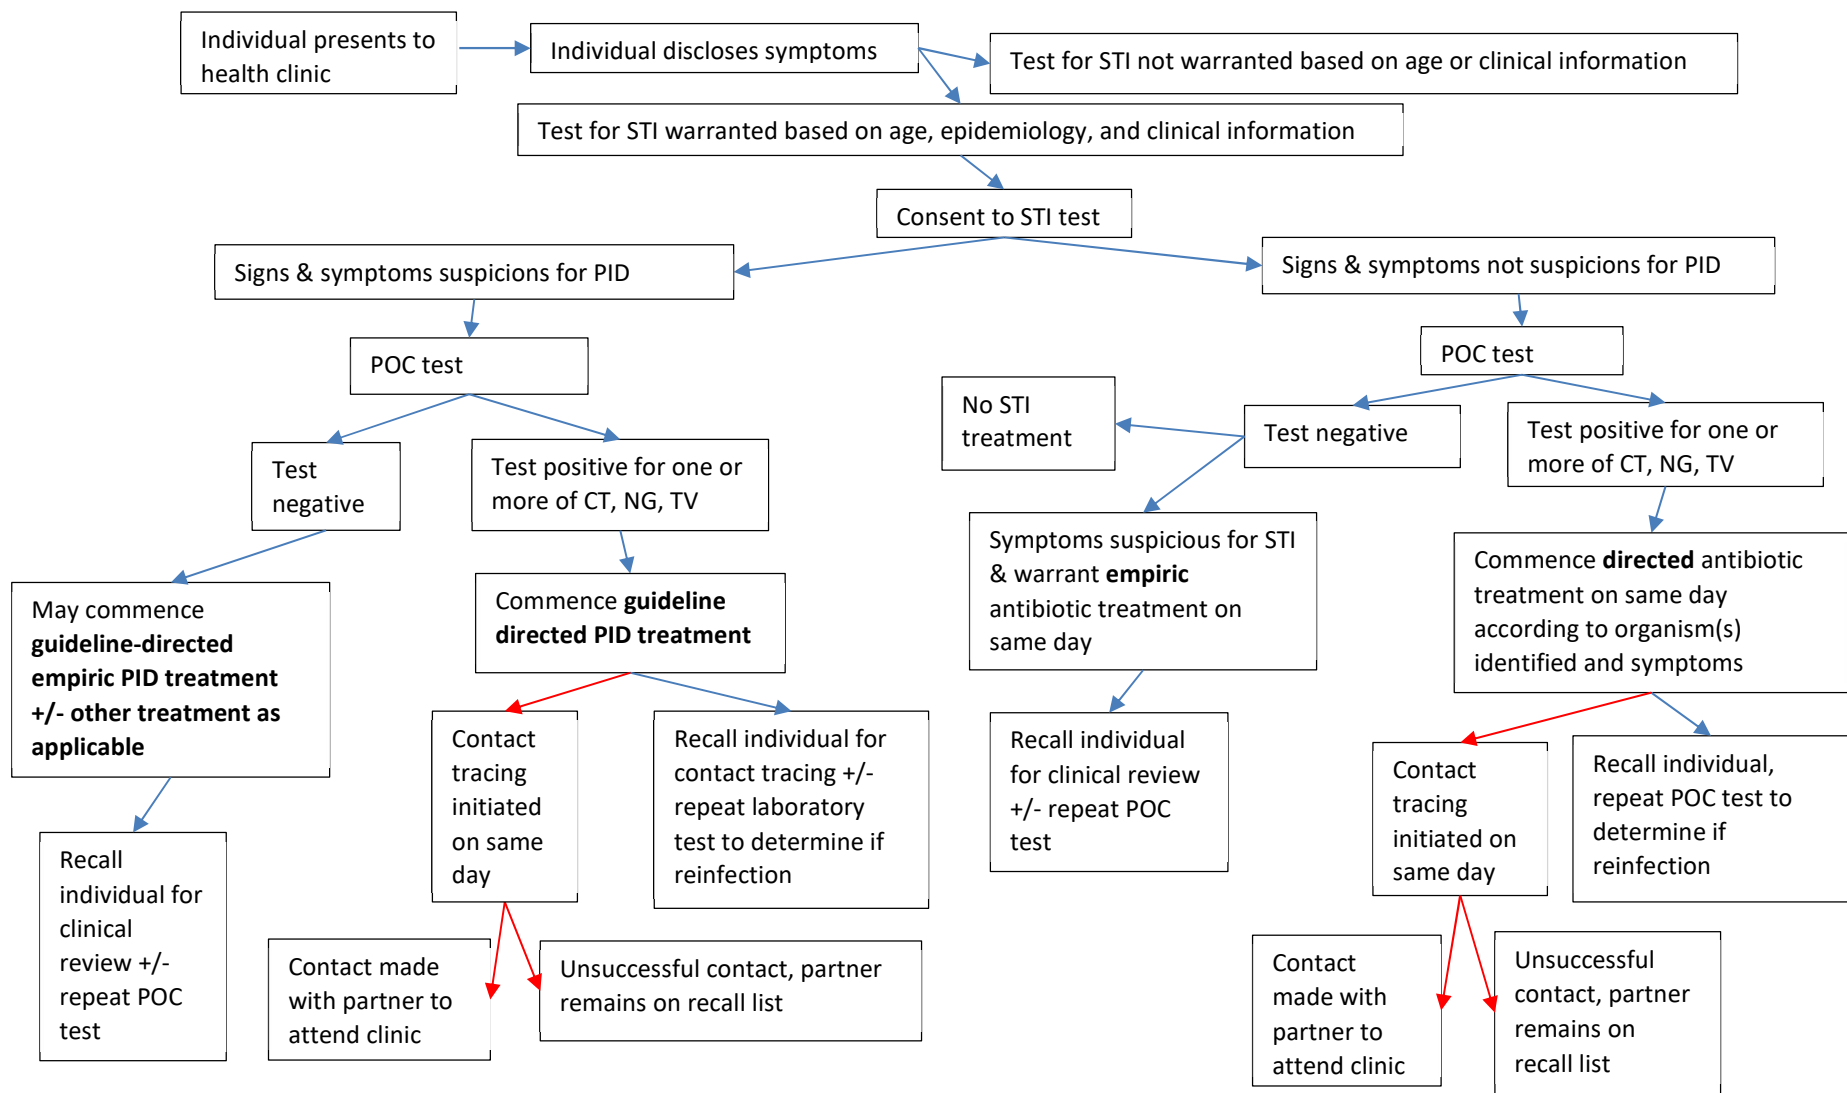 Individual presents to
health clinic
Individual discloses symptoms
Test for STI not warranted based on age or clinical information
Test for STI warranted based on age, epidemiology, and clinical information
Consent to STI test
Signs & symptoms suspicions for PID
Signs & symptoms not suspicions for PID
POC test
POC test
Test
negative
Test positive for one or
more of CT, NG, TV
No STI
treatment
Test negative
Test positive for one or
more of CT, NG, TV
May commence
guideline-directed
empiric PID treatment
+/- other treatment as
applicable
Commence guideline
directed PID treatment
Symptoms suspicious for STI
& warrant empiric
antibiotic treatment on
same day
Commence directed antibiotic
treatment on same day
according to organism(s)
identified and symptoms
Recall
individual for
clinical
review +/-
repeat POC
test
Contact
tracing
initiated
on same
day
Recall individual for
contact tracing +/-
repeat laboratory
test to determine if
reinfection
Recall individual
for clinical review
+/- repeat POC
test
Contact
tracing
initiated on
same day
Recall individual,
repeat POC test to
determine if
reinfection
Contact made
with partner to
attend clinic
Unsuccessful contact, partner
remains on recall list
Contact
made with
partner to
attend clinic
Unsuccessful
contact, partner
remains on
recall list